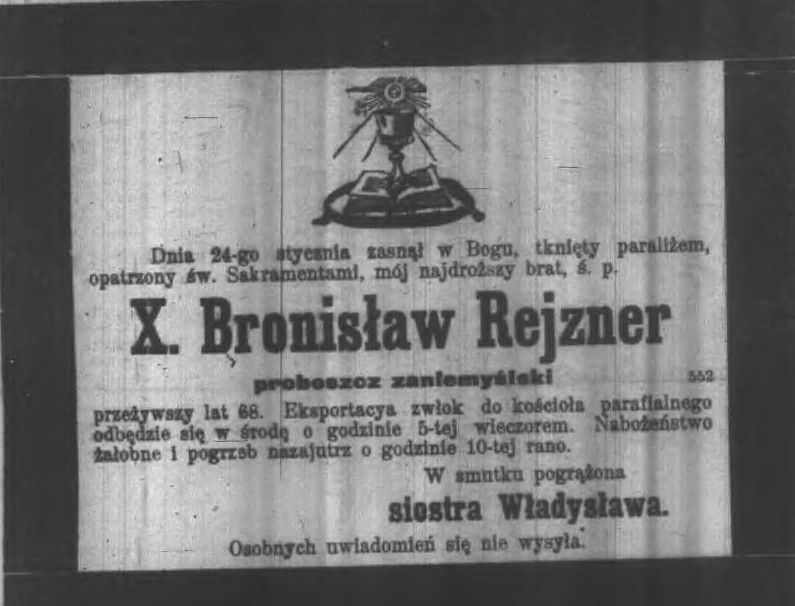 Dnia 24-go stycznia zasnął w Bogu, tknięty paraliżem,
opatrzony św. Sakramentami, mój najdroższy brat, ś. p.
X. Bronisław Rejzner
proboszcz zaniemyślski
552
przeżywszy lat 68. Eksportacya zwłok do kościoła parafialnego
odbędzie się w środę o godzinie 5-tej wieczorem. Nabożeństwo
żałobne i pogrzeb nazajutrz o godzinie 10-tej rano.
W smutku pogrążona
siostra Władysława.
Osobnych uwiadomień się nie wysyła.